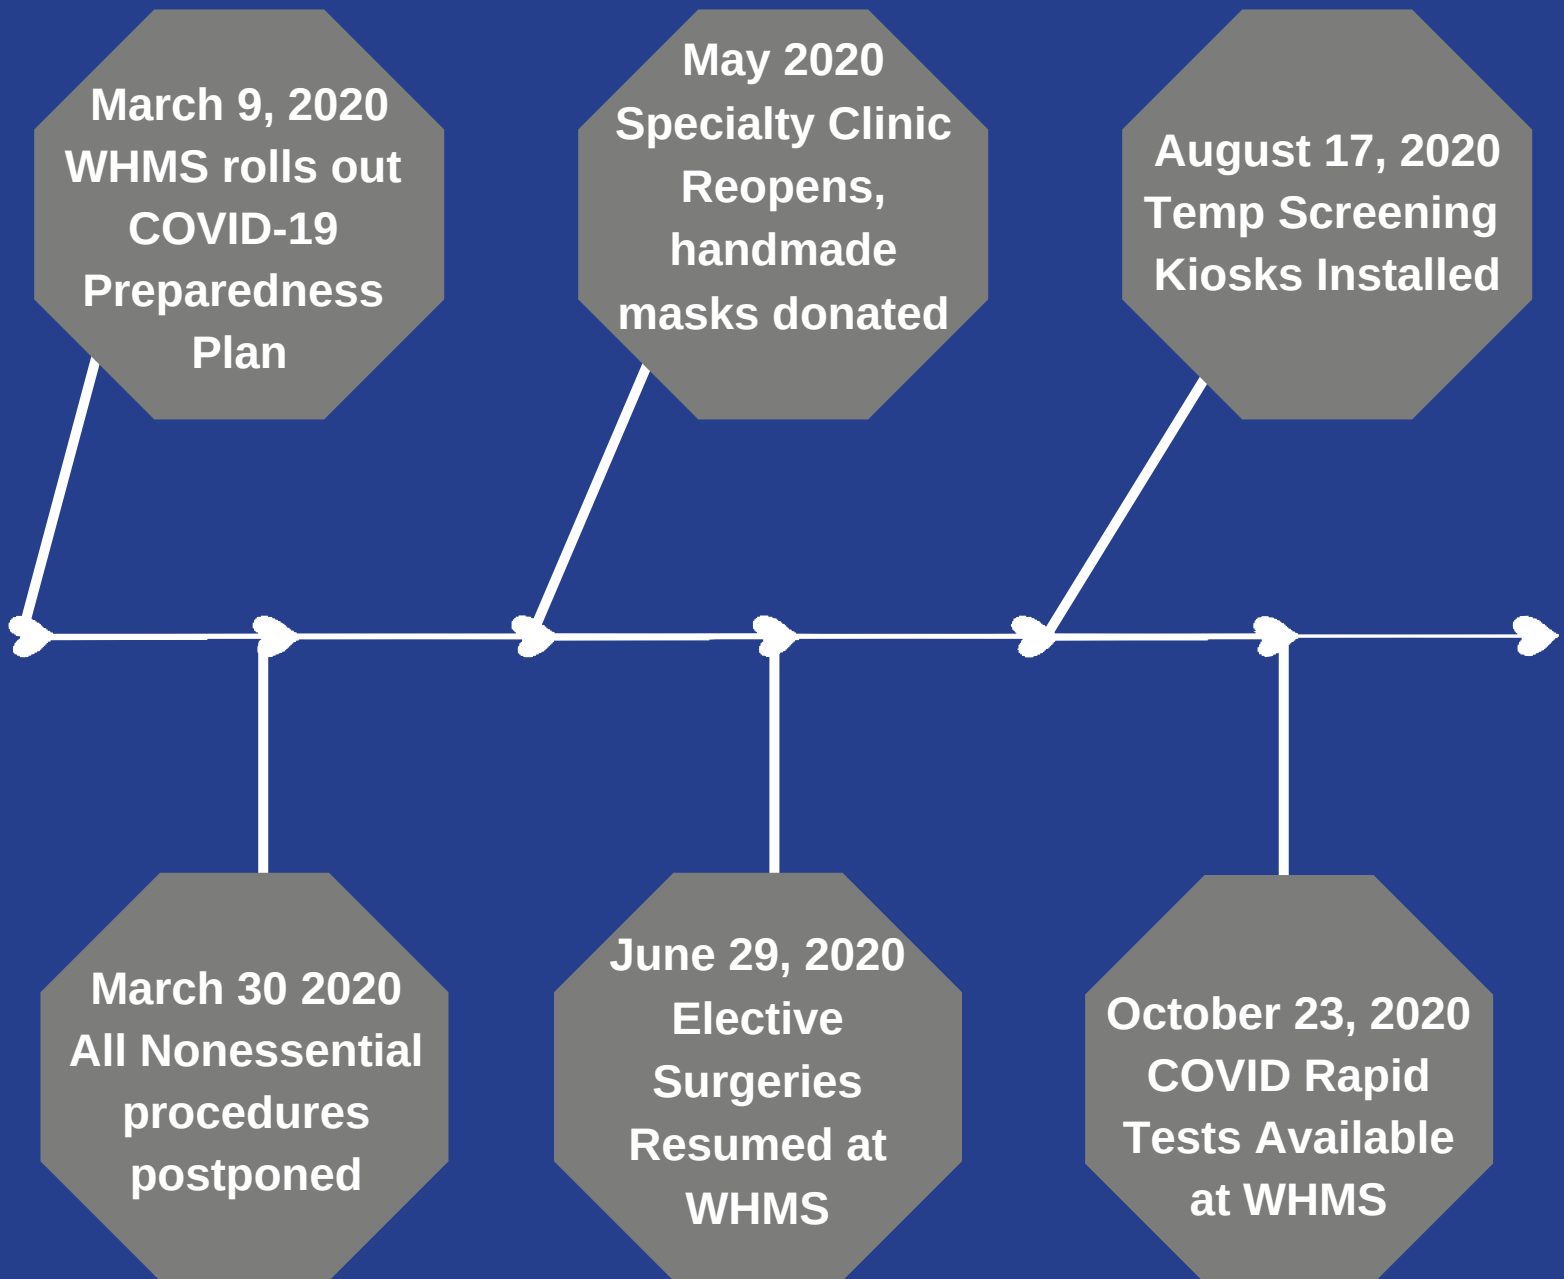 March 9, 2020
WHMS rolls out
COVID-19
Preparedness
Plan
May 2020
Specialty Clinic
Reopens,
handmade
masks donated
August 17, 2020
Temp Screening
Kiosks Installed
March 30 2020
All Nonessential
procedures
postponed
June 29, 2020
Elective
Surgeries
Resumed at
WHMS
October 23, 2020
COVID Rapid
Tests Available
at WHMS